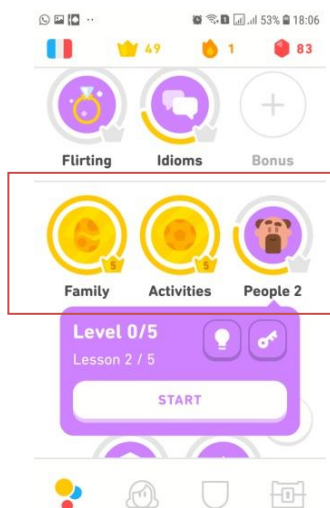 53% 18:06
49 1 83
Flirting Idioms Bonus
5 5
Family Activities People 2
Level 0/5
Lesson 2 / 5
START